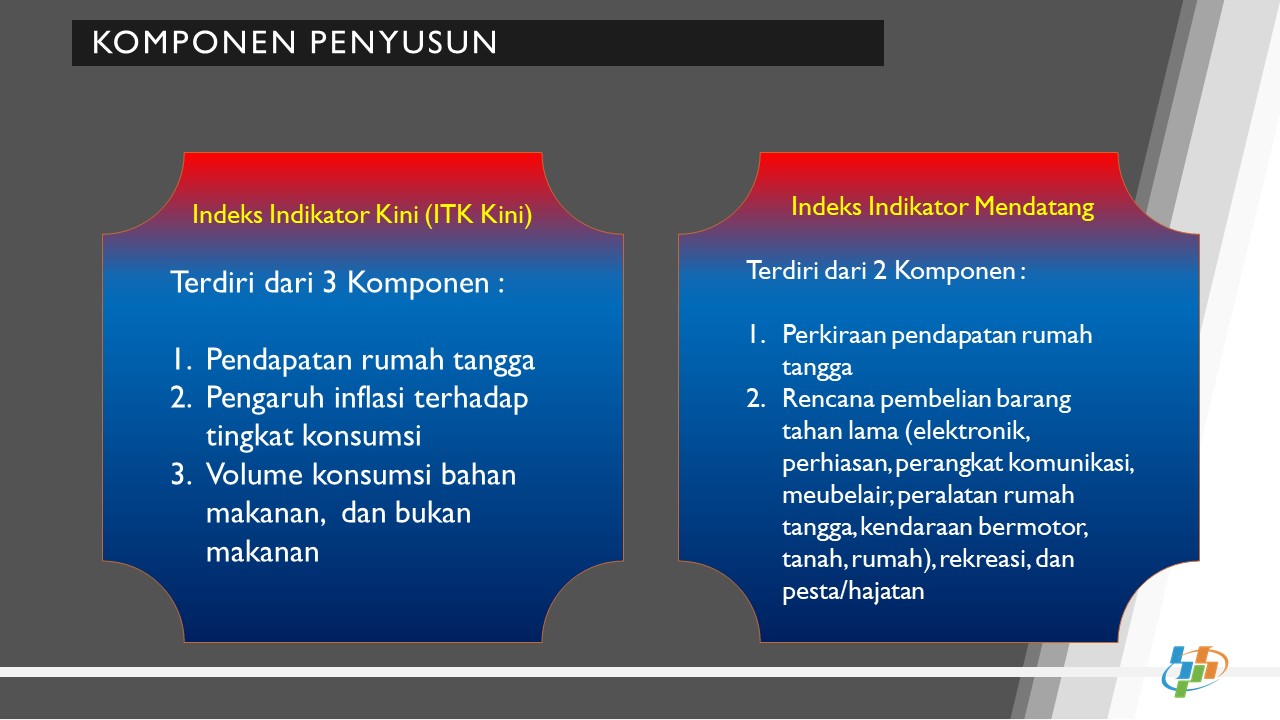 KOMPONEN PENYUSUN
Indeks Indikator Kini (ITK Kini)
Terdiri dari 3 Komponen :
1. Pendapatan rumah tangga
2. Pengaruh inflasi terhadap
tingkat konsumsi
3. Volume konsumsi bahan
makanan, dan bukan
makanan
Indeks Indikator Mendatang
Terdiri dari 2 Komponen :
1. Perkiraan pendapatan rumah
tangga
2. Rencana pembelian barang
tahan lama (elektronik,
perhiasan, perangkat komunikasi,
meubelair, peralatan rumah
tangga, kendaraan bermotor,
tanah, rumah), rekreasi, dan
pesta/hajatan